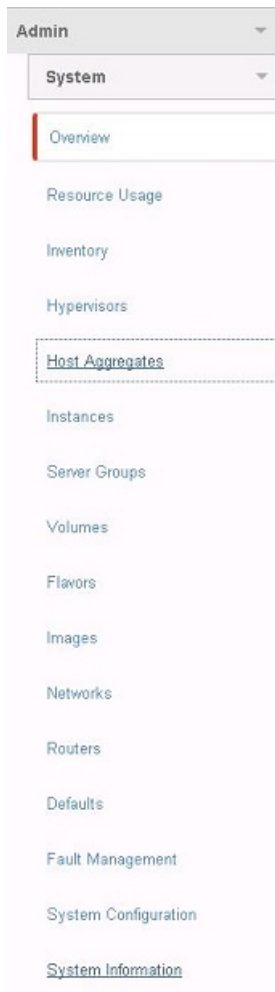 Admin
System
Overview
Resource Usage
Inventory
Hypervisors
Host Aggregates
Instances
Server Groups
Volumes
Flavors
Images
Networks
Routers
Defaults
Fault Management
System Configuration
System Information